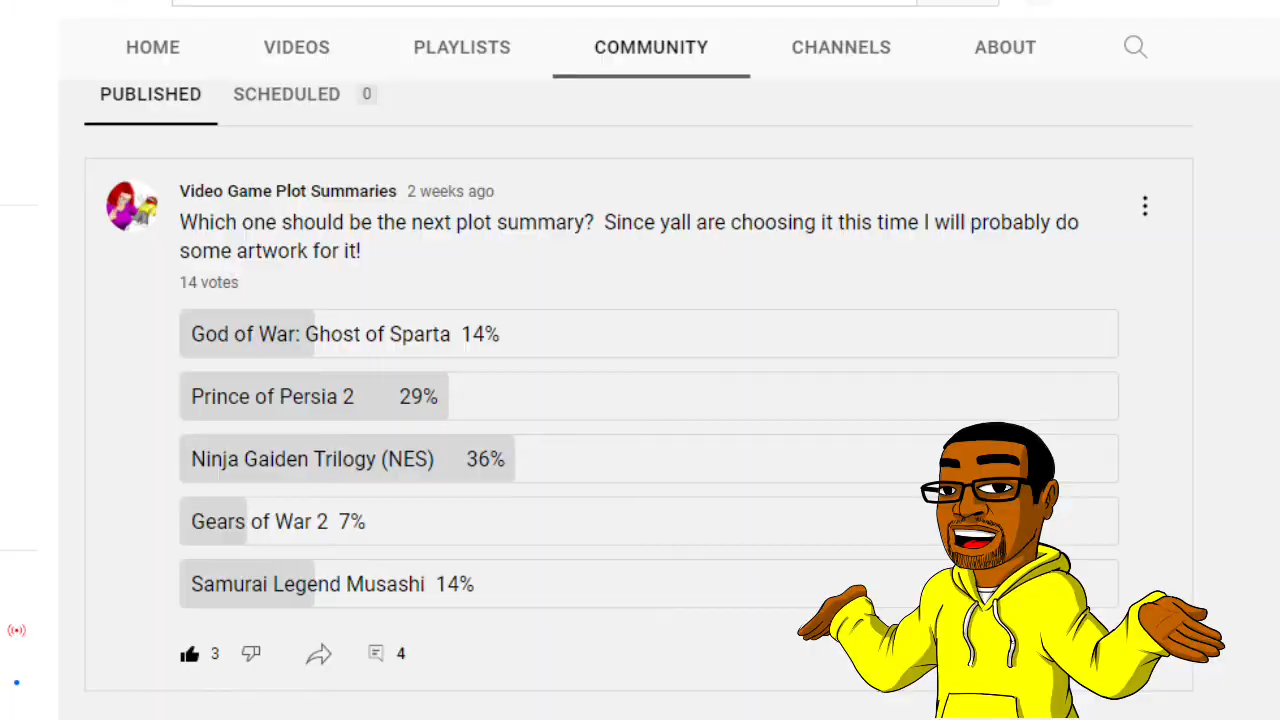 HOME VIDEOS PLAYLISTS COMMUNITY CHANNELS ABOUT
PUBLISHED SCHEDULED 0
Video Game Plot Summaries 2 weeks ago
Which one should be the next plot summary? Since yall are choosing it this time I will probably do
some artwork for it!
14 votes
God of War: Ghost of Sparta 14%
Prince of Persia 2 29%
Ninja Gaiden Trilogy (NES) 36%
Gears of War 2 7%
Samurai Legend Musashi 14%
3 4